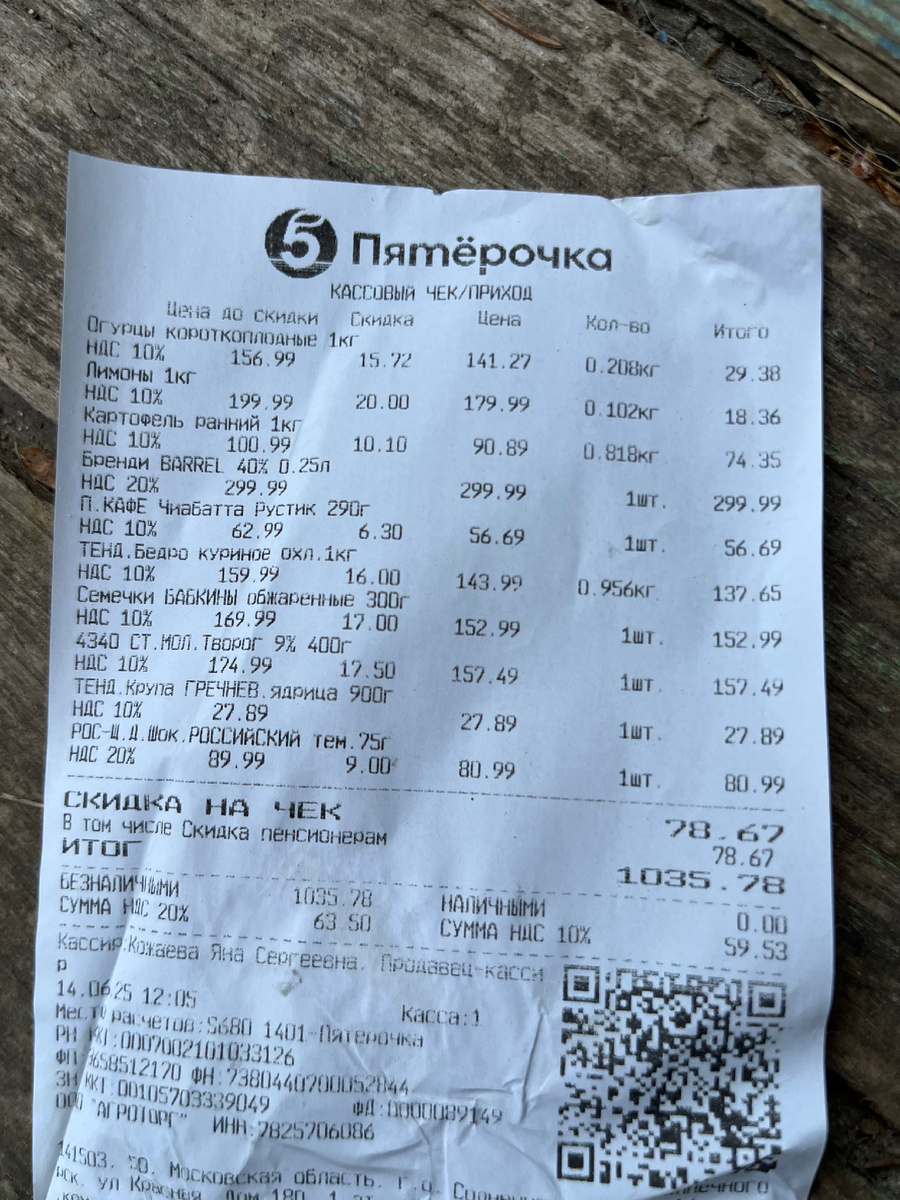 5 Пятёрочка
КАССОВЫЙ ЧЕК/ПРИХОД
Цена до скидки Скидка Цена Кол-во Итого
Огурцы короткоплодные 1кг
НДС 10% 156.99 15.72 141.27 0.208кг 29.38
Лимоны 1кг
НДС 10% 199.99 20.00 179.99 0.102кг 18.36
Картофель ранний 1кг
НДС 10% 100.99 10.10 90.89 0.818кг 74.35
Бренди BARREL 40% 0.25л
НДС 20% 299.99 299.99 1шт. 299.99
П.КАФЕ Чиабатта Рустик 290г
НДС 10% 62.99 6.30 56.69 1шт. 56.69
ТЕНД.Бедро куриное охл.1кг
НДС 10% 159.99 16.00 143.99 0.956кг 137.65
Семечки БАБКИНЫ обжаренные 300г
НДС 10% 169.99 17.00 152.99 1шт. 152.99
4340 СТ.МОЛ.Творог 9% 400г
НДС 10% 174.99 17.50 157.49 1шт. 157.49
ТЕНД.Крупа ГРЕЧНЕВ.ядрица 900г
НДС 10% 27.89 27.89 1шт. 27.89
РОС-Ш.Д.Шок.РОССИЙСКИЙ тем.75г
НДС 20% 89.99 9.00 80.99 1шт. 80.99
СКИДКА НА ЧЕК 78.67
В том числе Скидка пенсионерам 78.67
ИТОГ 1035.78
БЕЗНАЛИЧНЫМИ 1035.78 НАЛИЧНЫМИ 0.00
СУММА НДС 20% 63.50 СУММА НДС 10% 59.53
Кассир:Кожаева Яна Сергеевна, Продавец-касси
р
14.06.25 12:05 Касса:1
Место расчетов:S680 1401-Пятерочка
РН ККТ:0007002101033126
ФП: ФН:7380440700052844
ЗН ККТ:00105703339049 ФД:0000089149
ООО "АГРОТОРГ" ИНН:7825706086
141503, 50, Московская область, Г.о.
ул Красная, Дом 180,